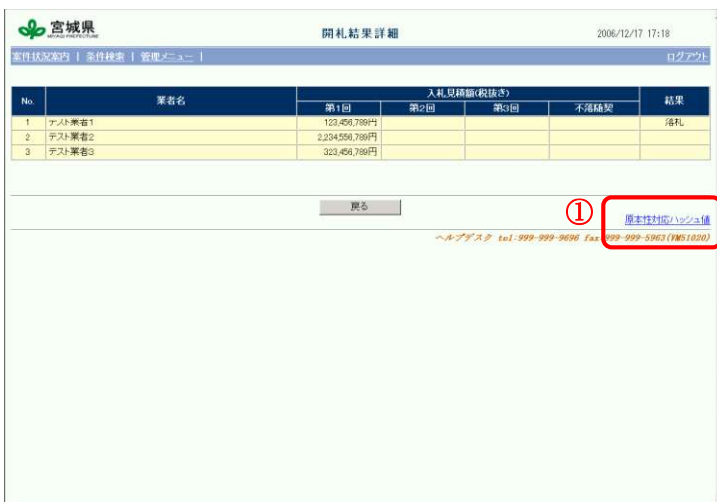 宮城県
MIYAGI PREFECTURE
開札結果詳細
2006/12/17 17:18
案件状況案内 | 条件検索 | 管理メニュー |
ログアウト
No. 業者名 入札見積額(税抜き) 結果
第1回 第2回 第3回 不落随契
1 テスト業者1 123,456,789円 落札
2 テスト業者2 2,234,556,789円
3 テスト業者3 323,456,789円
戻る
①
原本性対応ハッシュ値
ヘルプデスク tel:999-999-9696 fax:999-999-5963(VM51020)